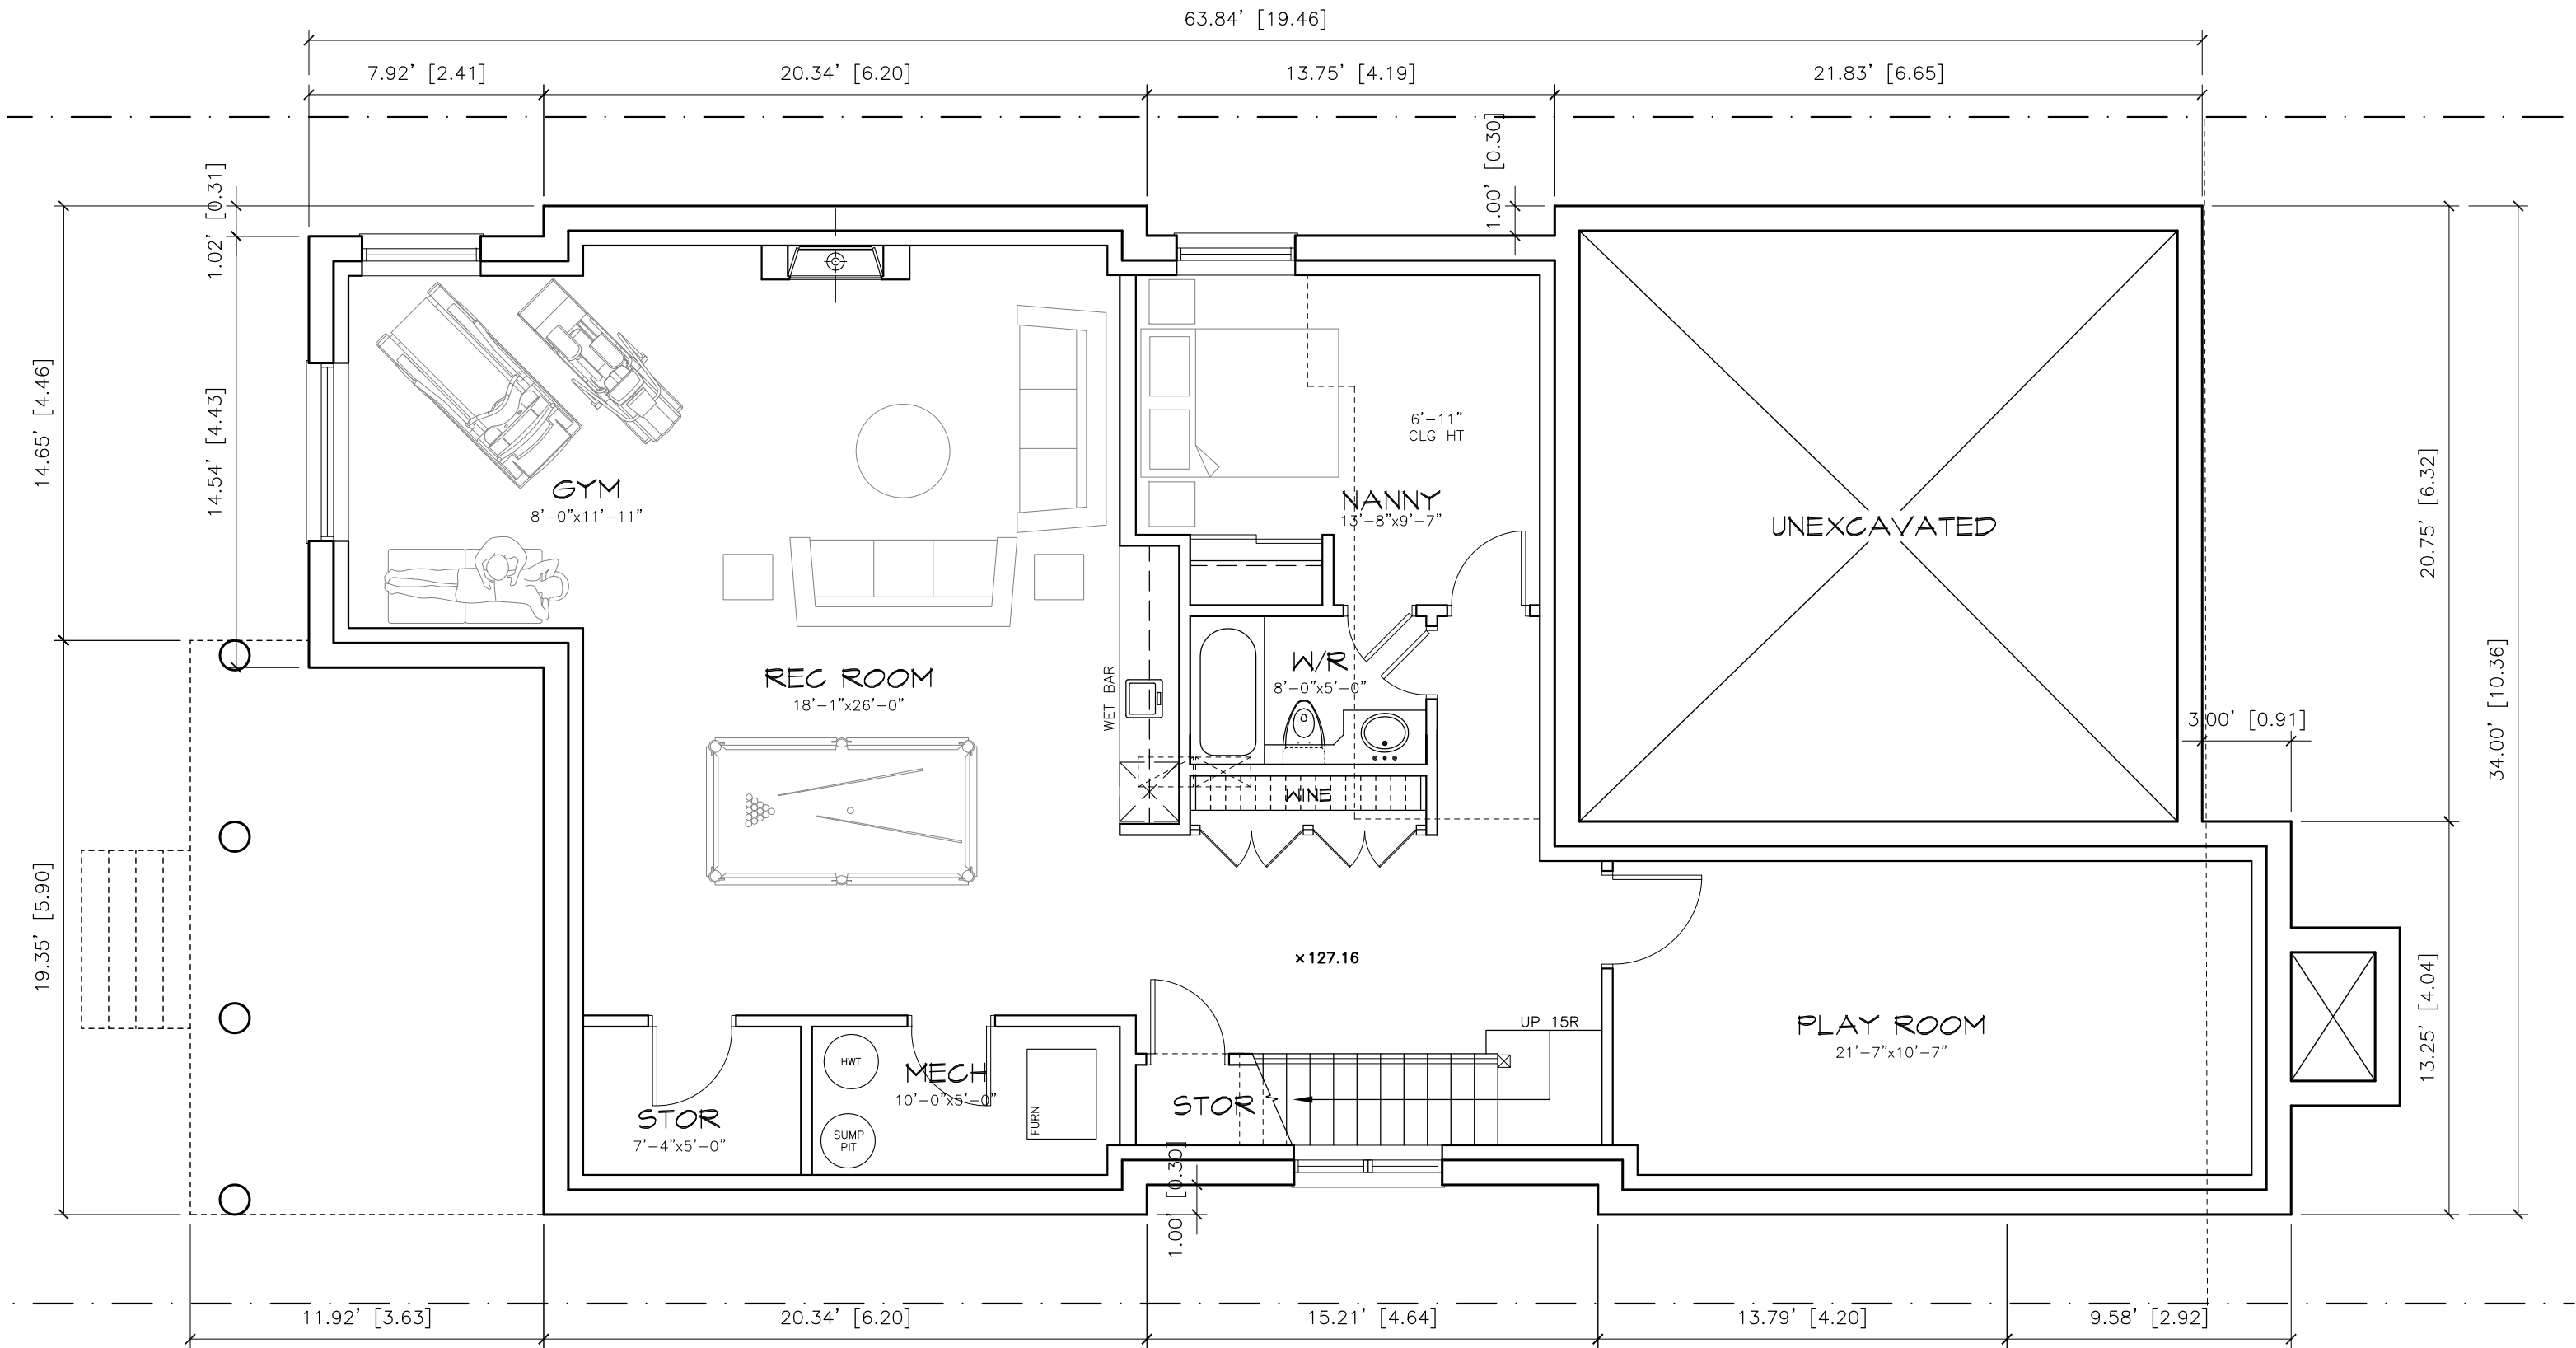 63.84' [19.46]
7.92' [2.41]
20.34' [6.20]
13.75' [4.19]
21.83' [6.65]
1.02' [0.31]
1.00' [0.30]
14.65' [4.46]
14.54' [4.43]
6'-11"
CLG HT
GYM
8'-0"x11'-11"
NANNY
13'-8"x9'-7"
UNEXCAVATED
20.75' [6.32]
34.00' [10.36]
REC ROOM
18'-1"x26'-0"
WET BAR
W/R
8'-0"x5'-0"
3.00' [0.91]
WINE
19.35' [5.90]
×127.16
13.25' [4.04]
UP 15R
PLAY ROOM
21'-7"x10'-7"
HWT
MECH
10'-0"x5'-0"
FURN
STOR
STOR
7'-4"x5'-0"
SUMP
PIT
1.00' [0.30]
11.92' [3.63]
20.34' [6.20]
15.21' [4.64]
13.79' [4.20]
9.58' [2.92]